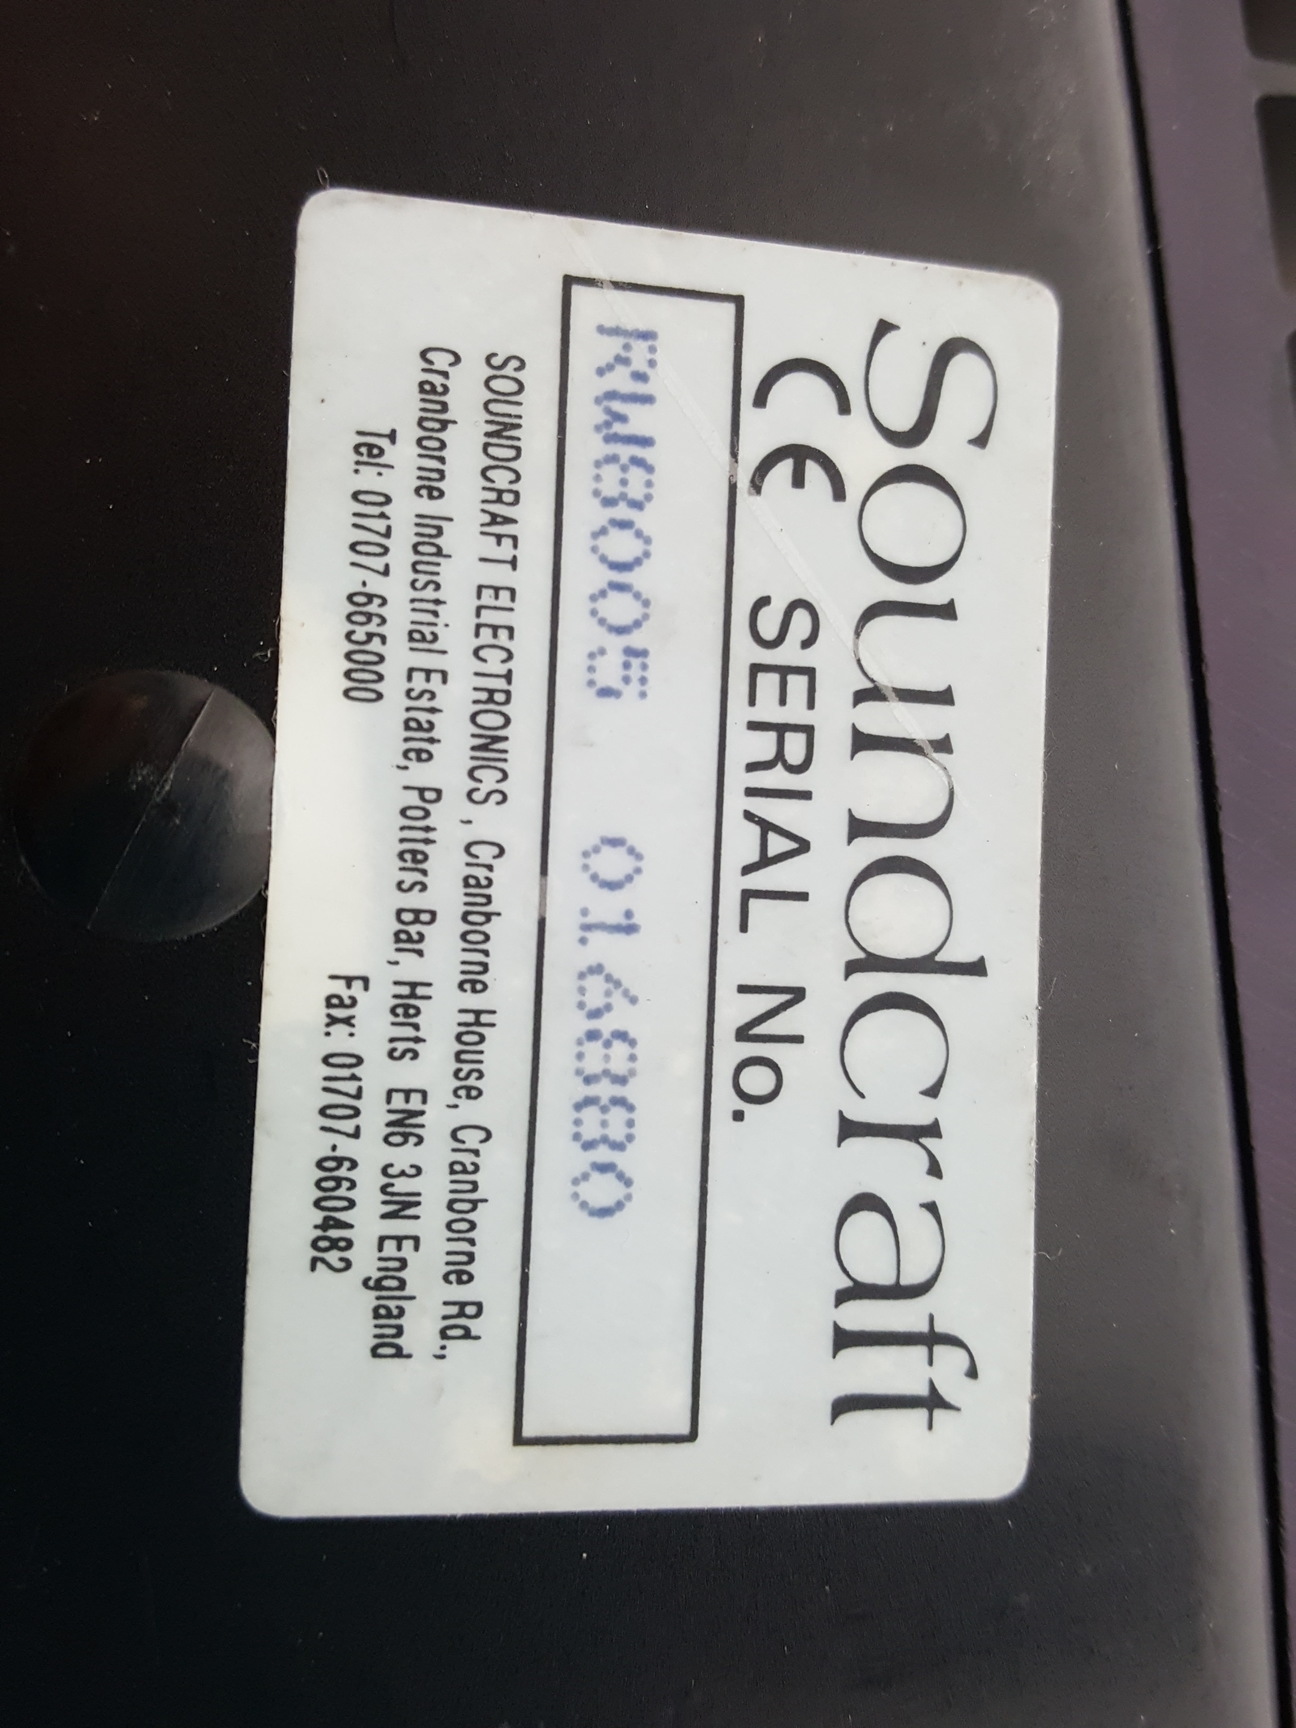 Soundcraft
CE SERIAL No.
RW8005 016880
SOUNDCRAFT ELECTRONICS , Cranborne House, Cranborne Rd.,
Cranborne Industrial Estate, Potters Bar, Herts EN6 3JN England
Tel: 01707-665000 Fax: 01707-660482